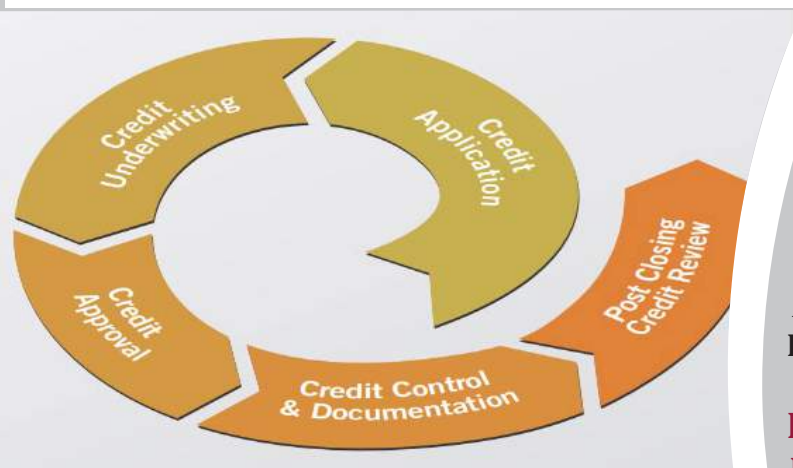 Credit
Application
Credit
Underwriting
Credit
Approval
Credit Control
& Documentation
Post Closing
Credit Review